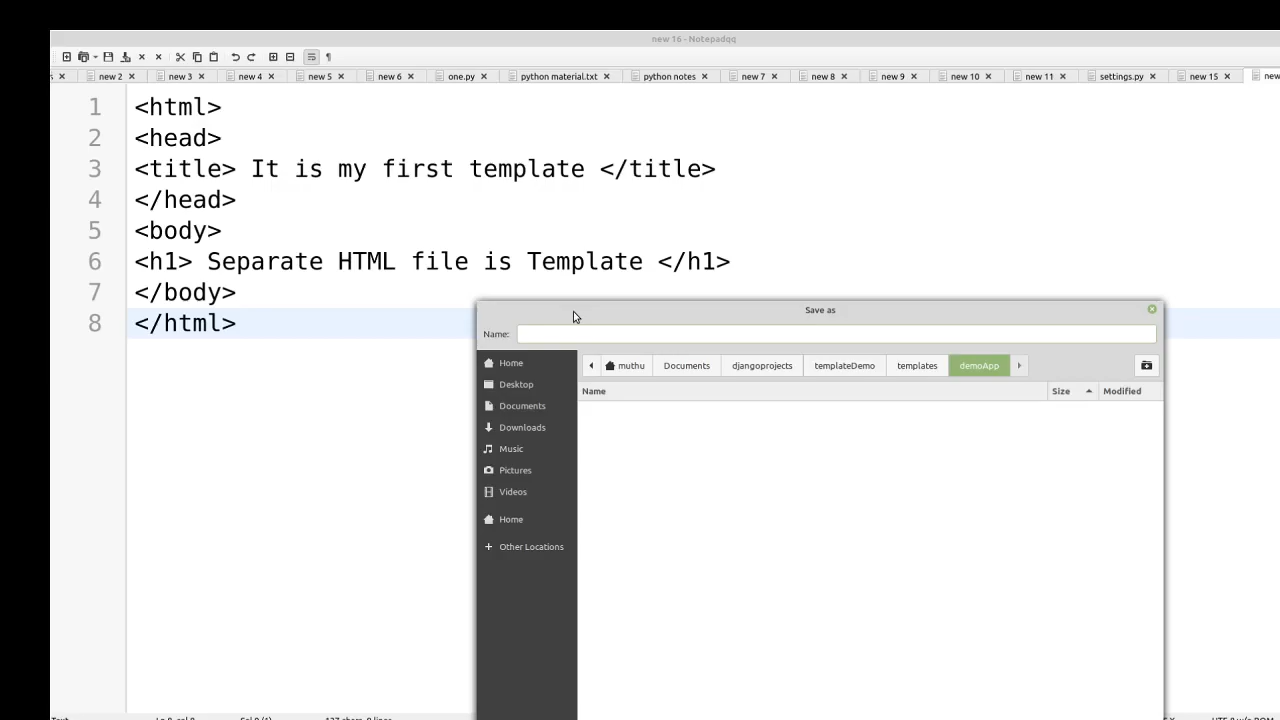 new 16 - Notepadqq
s new 2 new 3 new 4 new 5 new 6 one.py python material.txt python notes new 7 new 8 new 9 new 10 new 11 settings.py new 15 new
1 <html>
2 <head>
3 <title> It is my first template </title>
4 </head>
5 <body>
6 <h1> Separate HTML file is Template </h1>
7 </body>
8 </html>
Save as
Name:
Home
Desktop
Documents
Downloads
Music
Pictures
Videos
Home
Other Locations
muthu Documents djangoprojects templateDemo templates demoApp
Name Size Modified